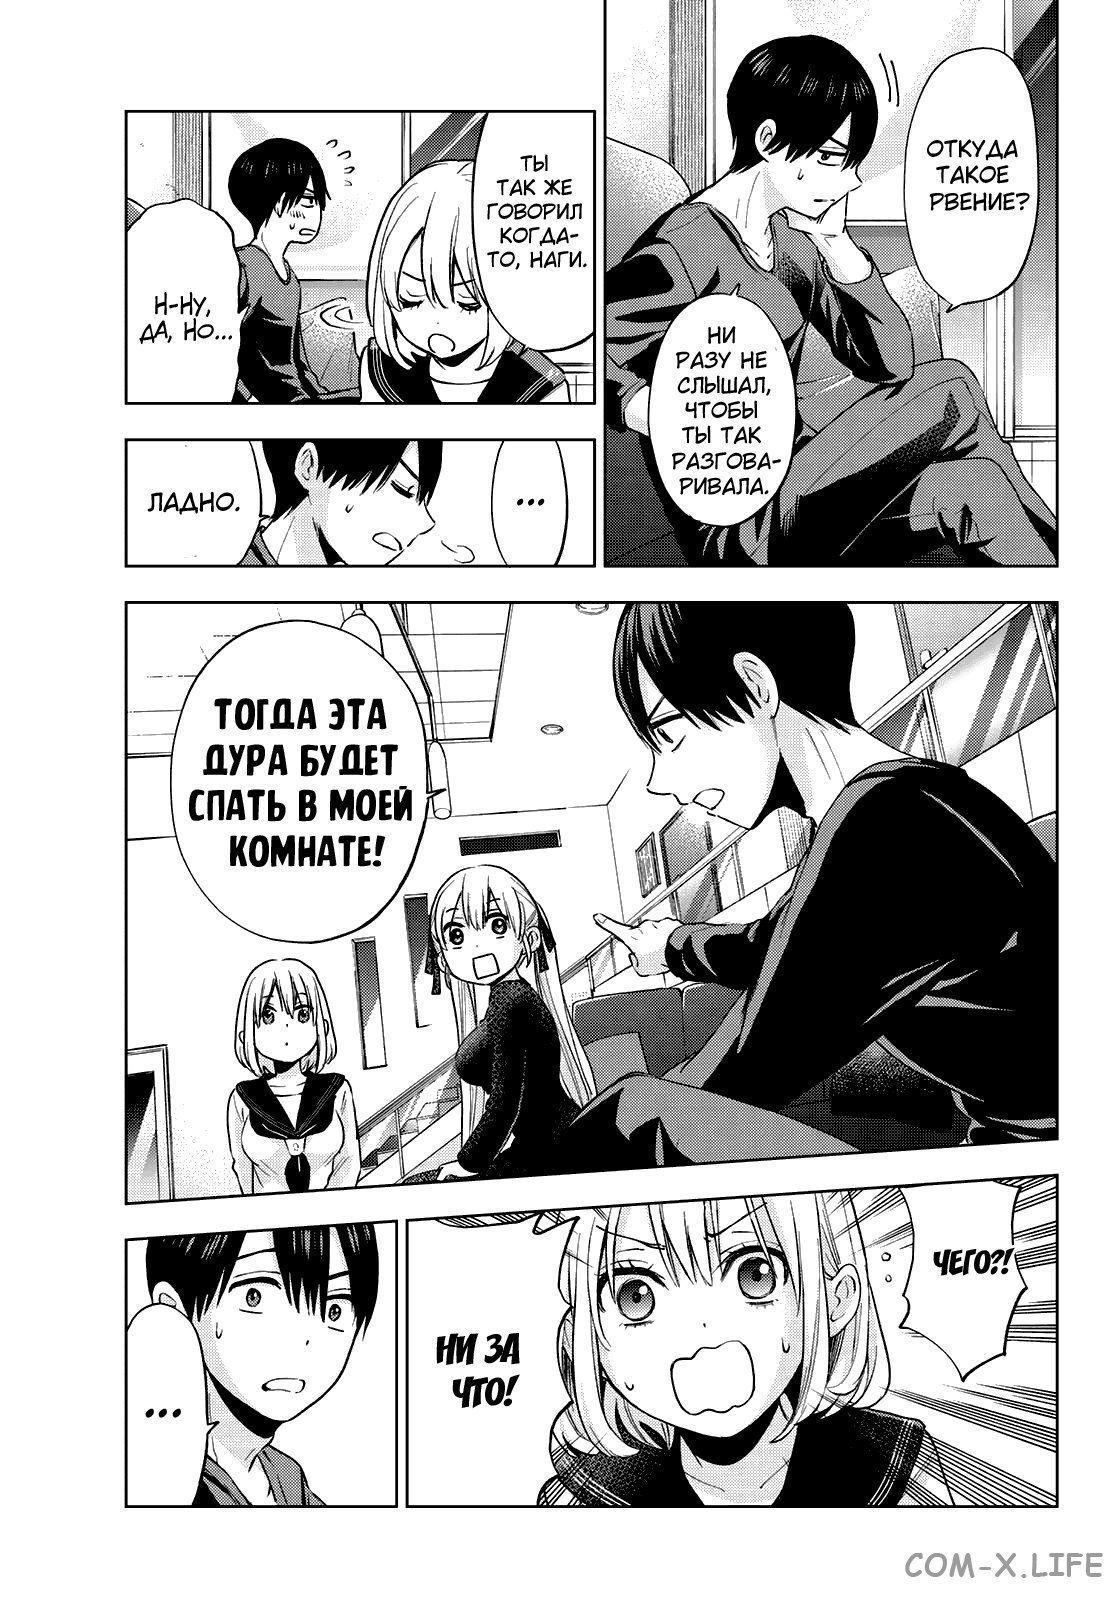 ОТКУДА
ТАКОЕ
РВЕНИЕ?
НИ
РАЗУ НЕ
СЛЫШАЛ,
ЧТОБЫ
ТЫ ТАК
РАЗГОВА-
РИВАЛА.
ТЫ
ТАК ЖЕ
ГОВОРИЛ
КОГДА-
ТО, НАГИ.
Н-НУ,
ДА, НО...
...
ЛАДНО.
ТОГДА ЭТА
ДУРА БУДЕТ
СПАТЬ В МОЕЙ
КОМНАТЕ!
ЧЕГО?!
НИ ЗА
ЧТО!
...
COM-X.LIFE